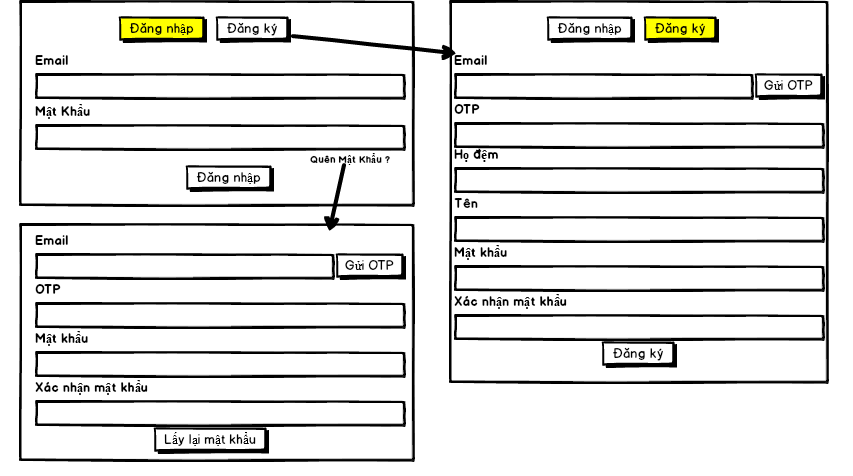 Đăng nhập
Đăng ký
Email
Mật Khẩu
Quên Mật Khẩu ?
Đăng nhập
Email
Gửi OTP
OTP
Mật khẩu
Xác nhận mật khẩu
Lấy lại mật khẩu
Đăng nhập
Đăng ký
Email
Gửi OTP
OTP
Họ đệm
Tên
Mật khẩu
Xác nhận mật khẩu
Đăng ký